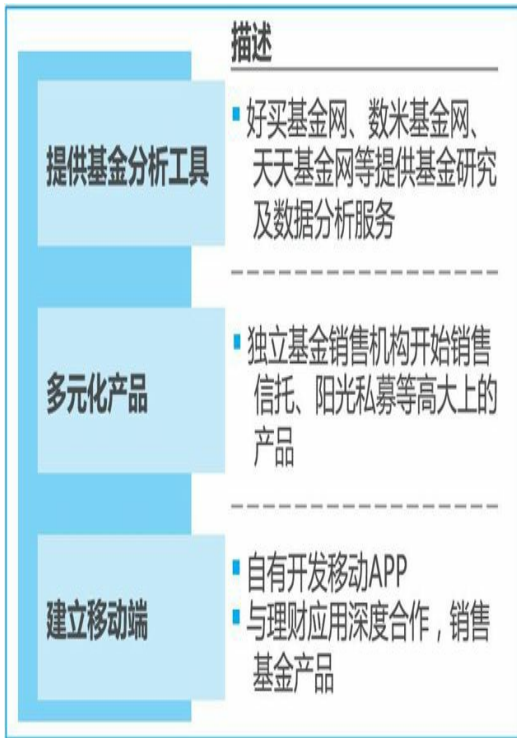 描述
提供基金分析工具
▪ 好买基金网、数米基金网、
天天基金网等提供基金研究
及数据分析服务
多元化产品
▪ 独立基金销售机构开始销售
信托、阳光私募等高大上的
产品
建立移动端
▪ 自有开发移动APP
▪ 与理财应用深度合作，销售
基金产品